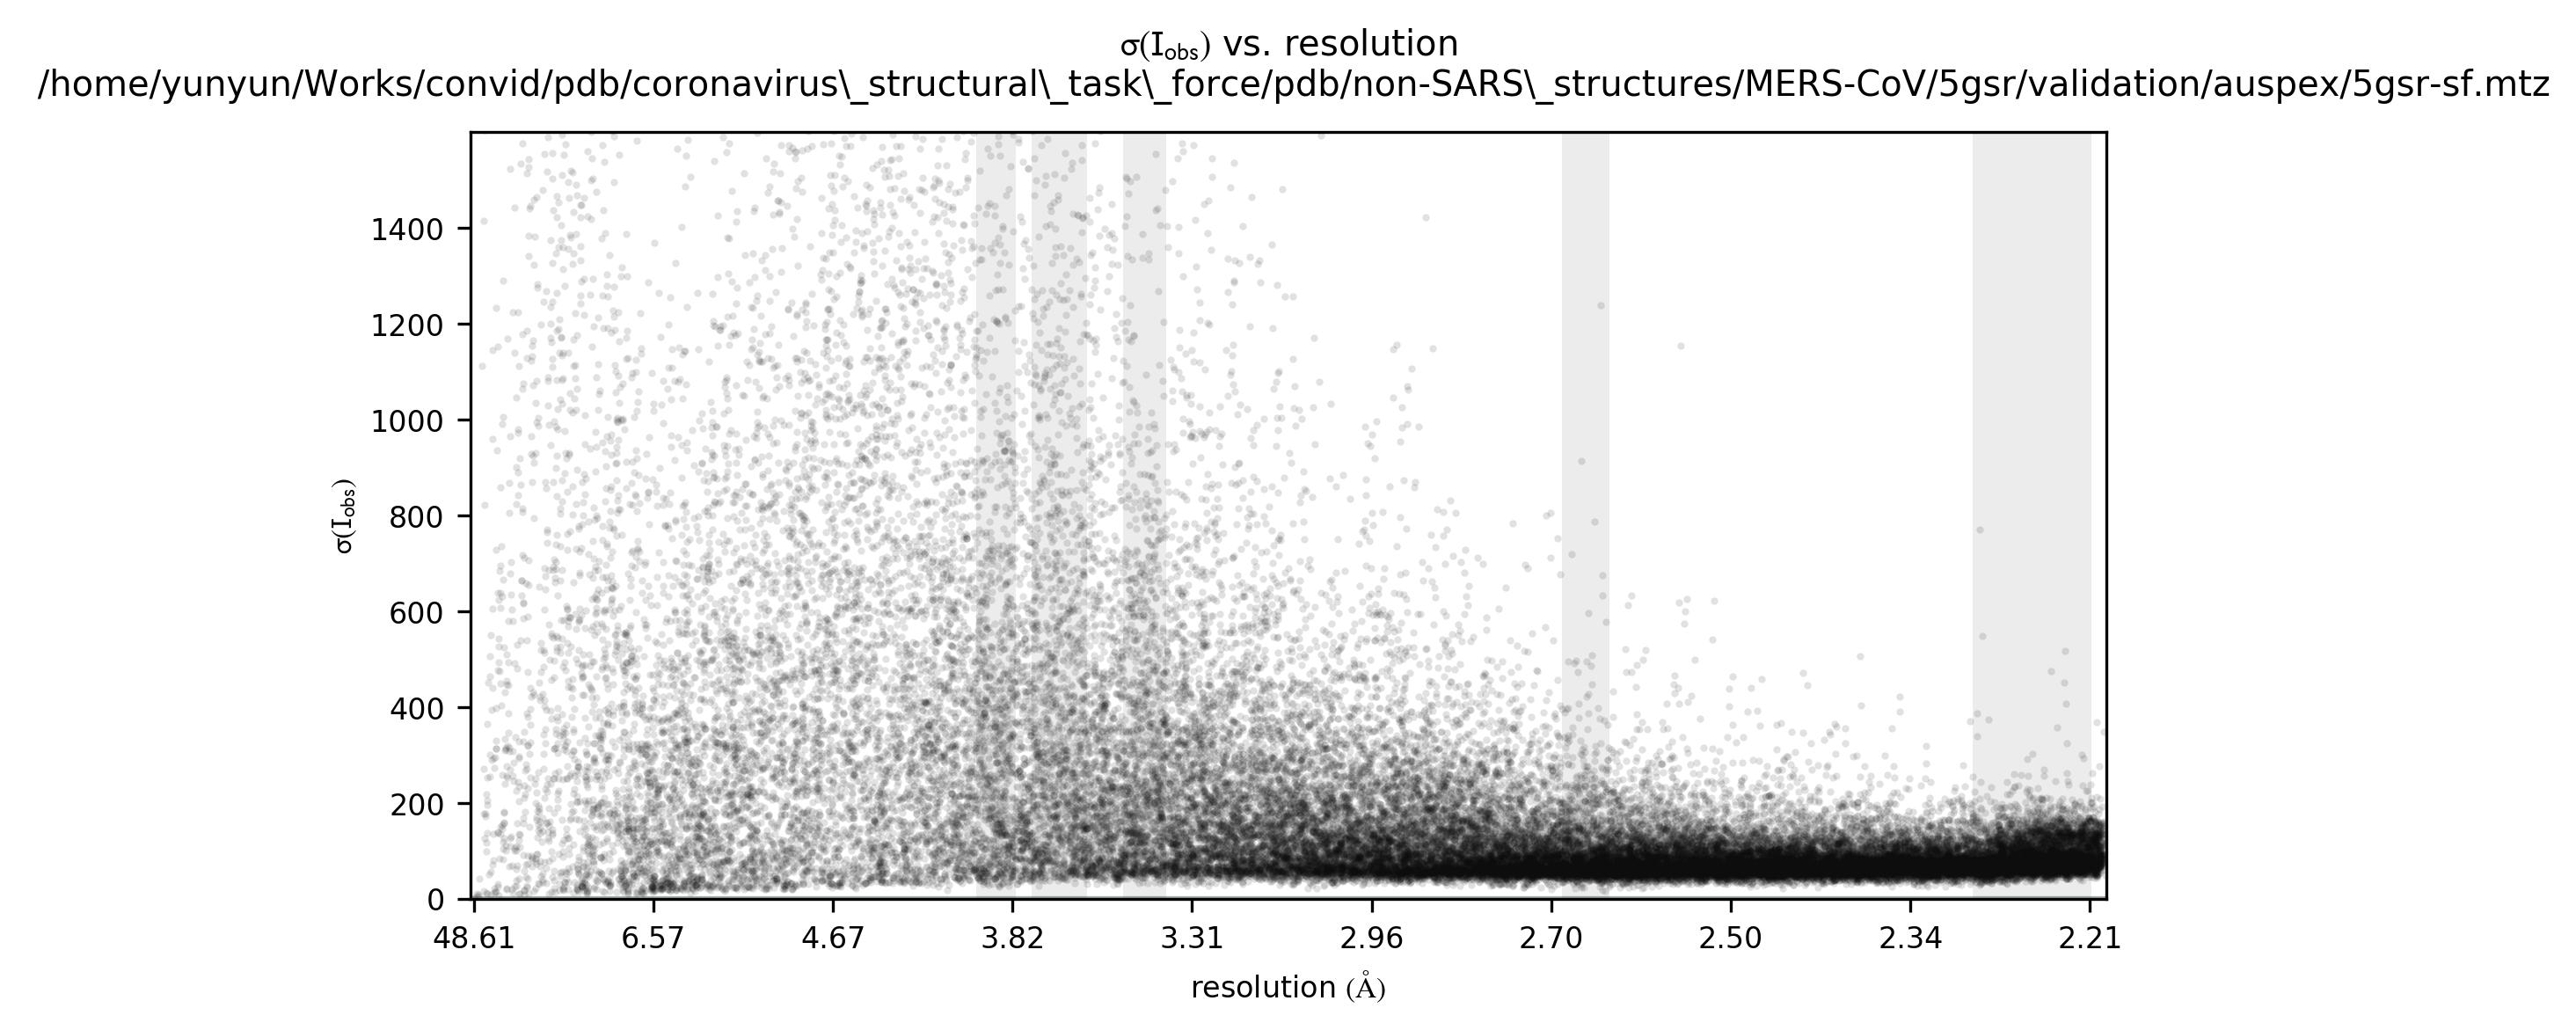 σ(I_obs) vs. resolution
/home/yunyun/Works/convid/pdb/coronavirus\_structural\_task\_force/pdb/non-SARS\_structures/MERS-CoV/5gsr/validation/auspex/5gsr-sf.mtz
1400
1200
1000
800
600
400
200
0
σ(I_obs)
48.61 6.57 4.67 3.82 3.31 2.96 2.70 2.50 2.34 2.21
resolution (Å)